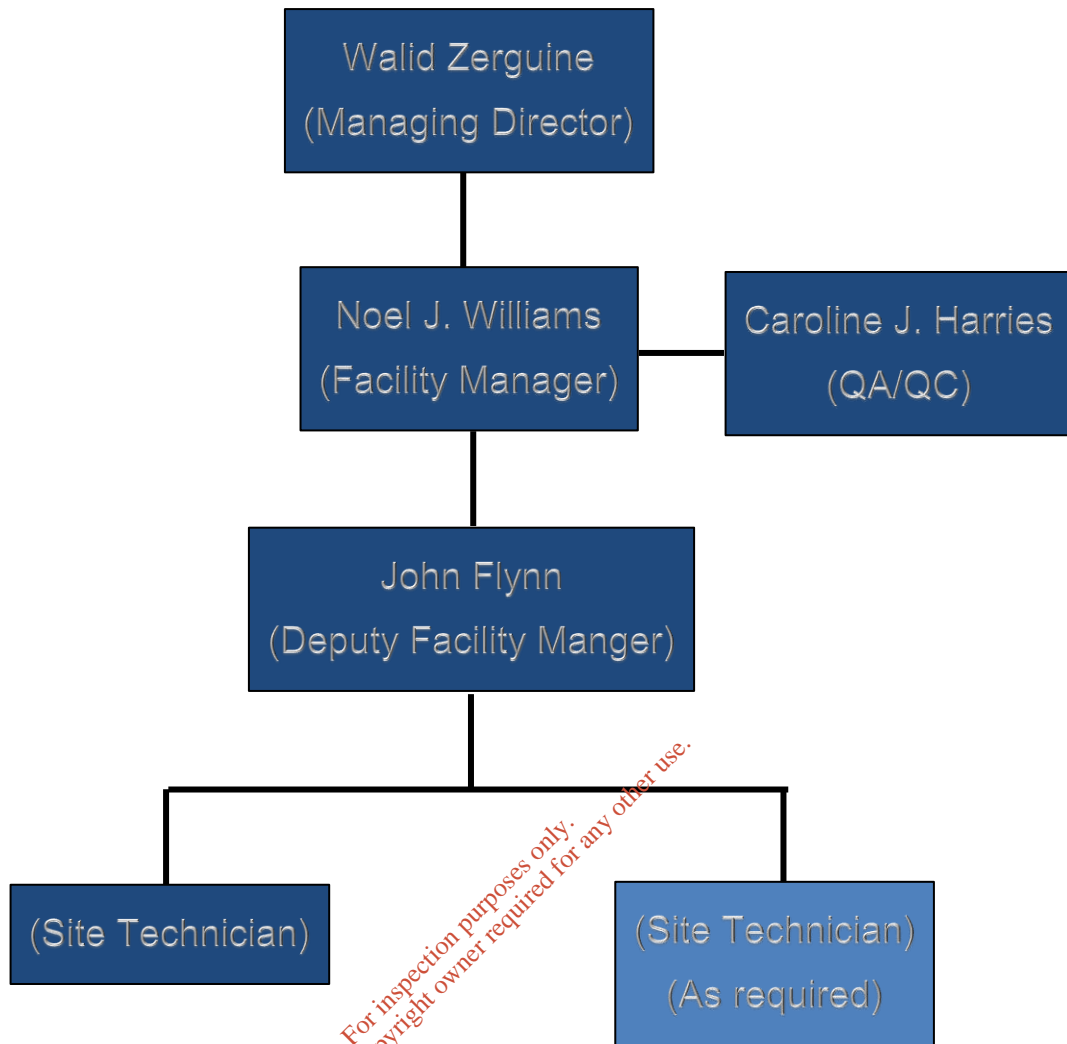 Walid Zerguine
(Managing Director)
Noel J. Williams
(Facility Manager)
Caroline J. Harries
(QA/QC)
John Flynn
(Deputy Facility Manger)
For inspection purposes only.
owner required for any other use.
(Site Technician)
(Site Technician)
(As required)